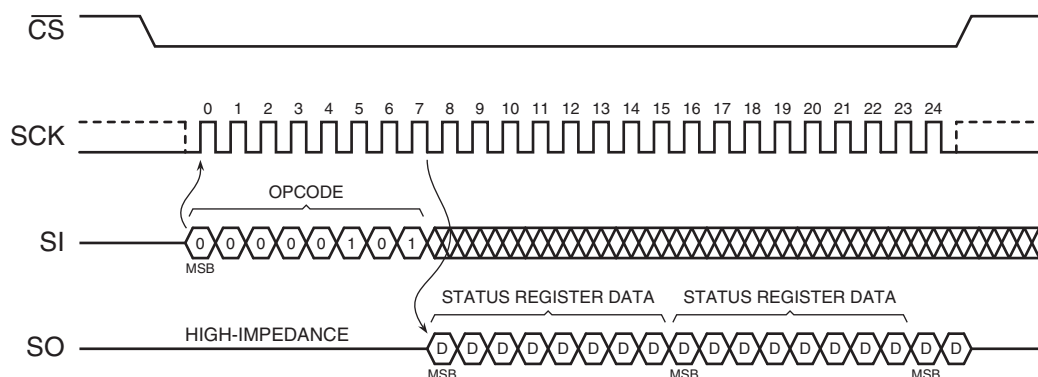 CS
0 1 2 3 4 5 6 7 8 9 10 11 12 13 14 15 16 17 18 19 20 21 22 23 24
SCK
OPCODE
SI
0 0 0 0 0 1 0 1
MSB
STATUS REGISTER DATA STATUS REGISTER DATA
HIGH-IMPEDANCE
SO
D D D D D D D D D D D D D D D D D D
MSB MSB MSB